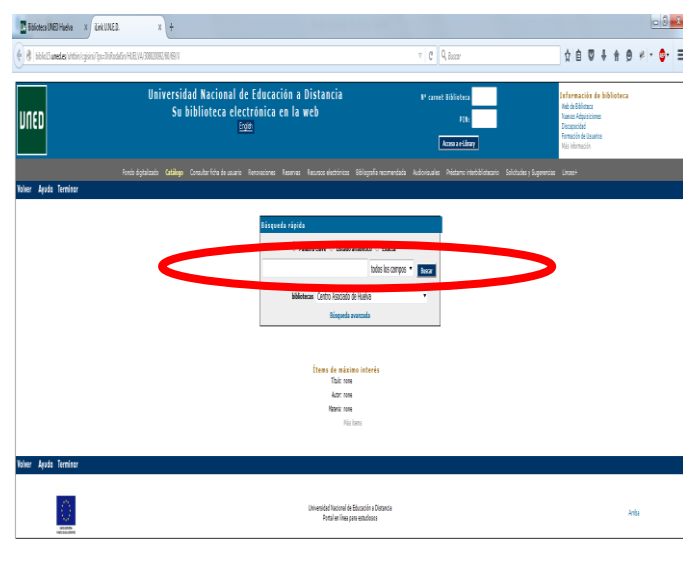 Biblioteca UNED Huelva x
iLink U.N.E.D. x +
Buscar
UNED
Universidad Nacional de Educación a Distancia
Su biblioteca electrónica en la web
English
Nº carnet Biblioteca
PIN:
Acceso a e-Library
Información de biblioteca
Web de Biblioteca
Nuevas Adquisiciones
Discapacidad
Formación de Usuarios
Más información
Fondo digitalizado Catálogo Consultar ficha de usuario Renovaciones Reservas Recursos electrónicos Bibliografía recomendada Audiovisuales Préstamo interbibliotecario Solicitudes y Sugerencias Linceo+
Volver Ayuda Terminar
Búsqueda rápida
todos los campos
Buscar
bibliotecas: Centro Asociado de Huelva
Búsqueda avanzada
Ítems de máximo interés
Título: none
Autor: none
Materia: none
Más ítems
Volver Ayuda Terminar
Universidad Nacional de Educación a Distancia
Portal en línea para estudiosos
Arriba